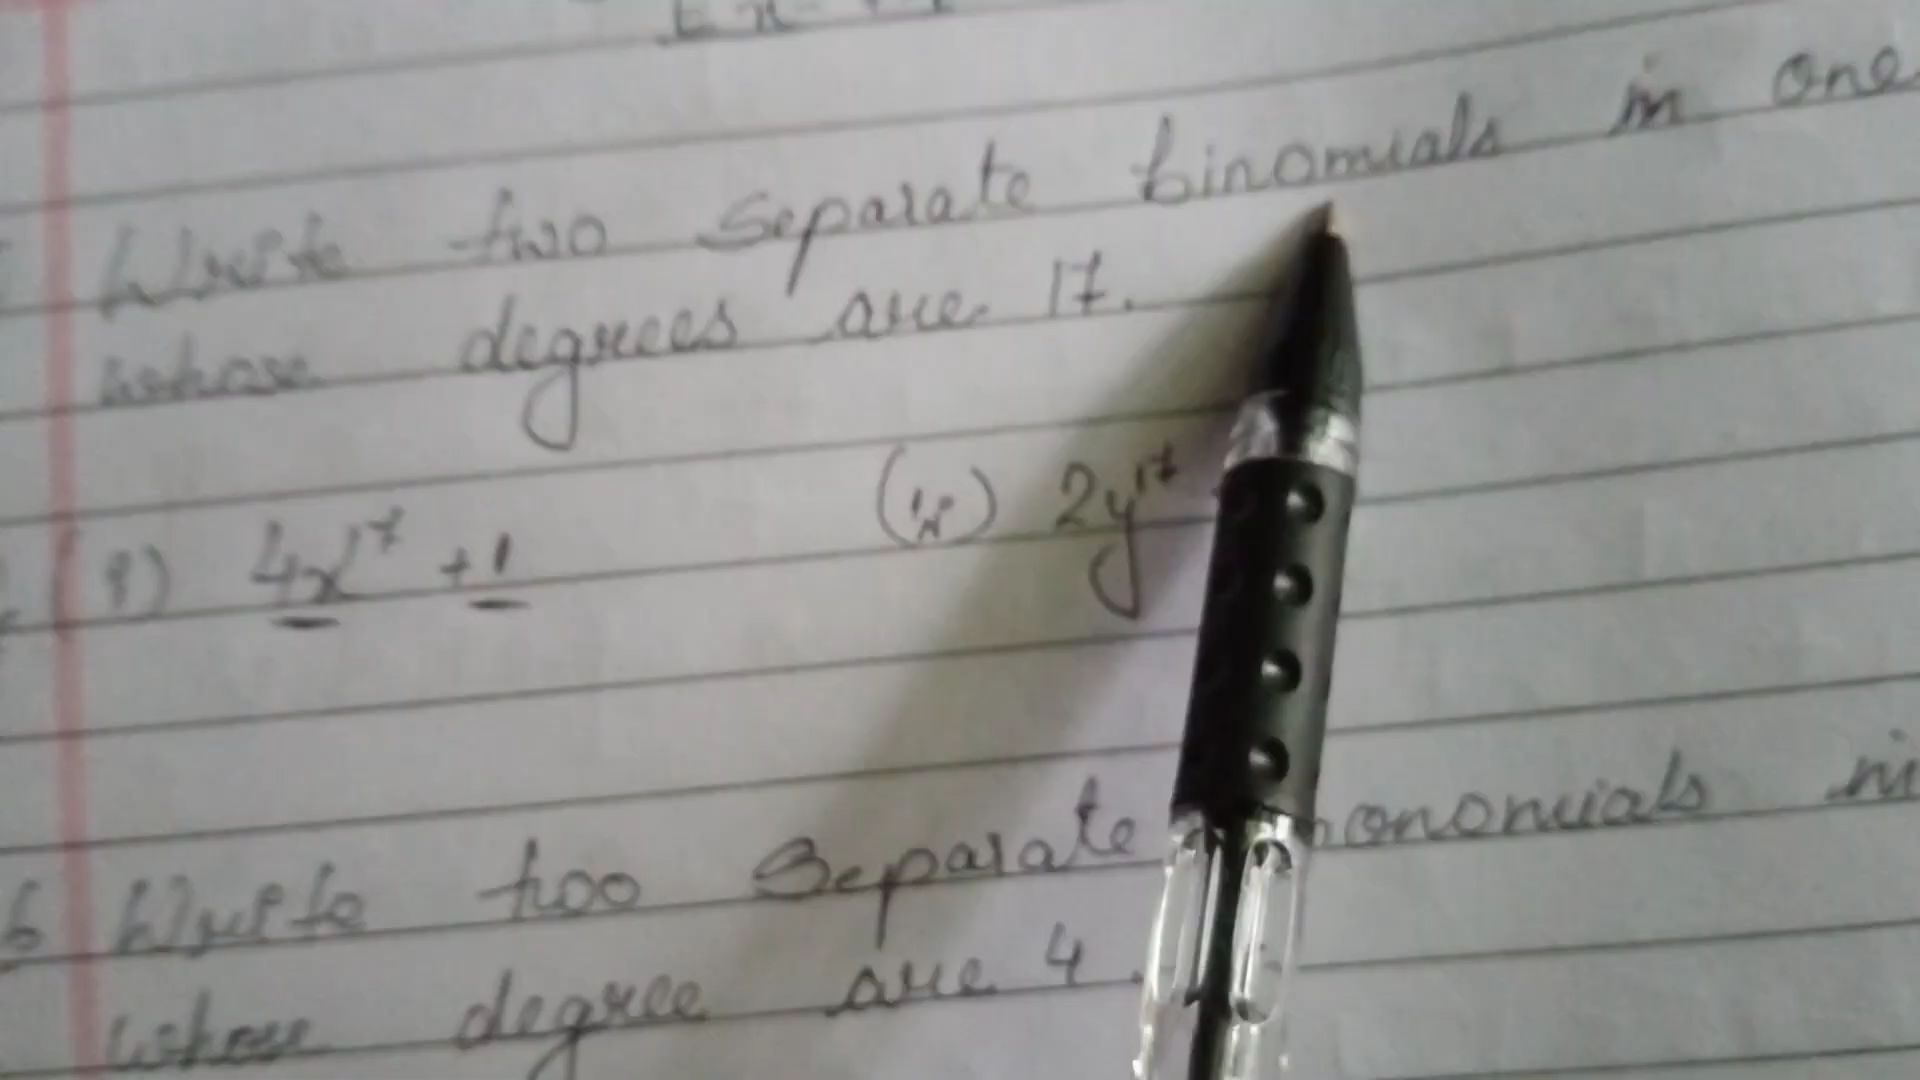 Write two separate binomials in one
whose degrees are 17.
(i) 4x¹⁷ + 1 (ii) 2y¹⁷
6 Write two separate monomials in
whose degree are 4.